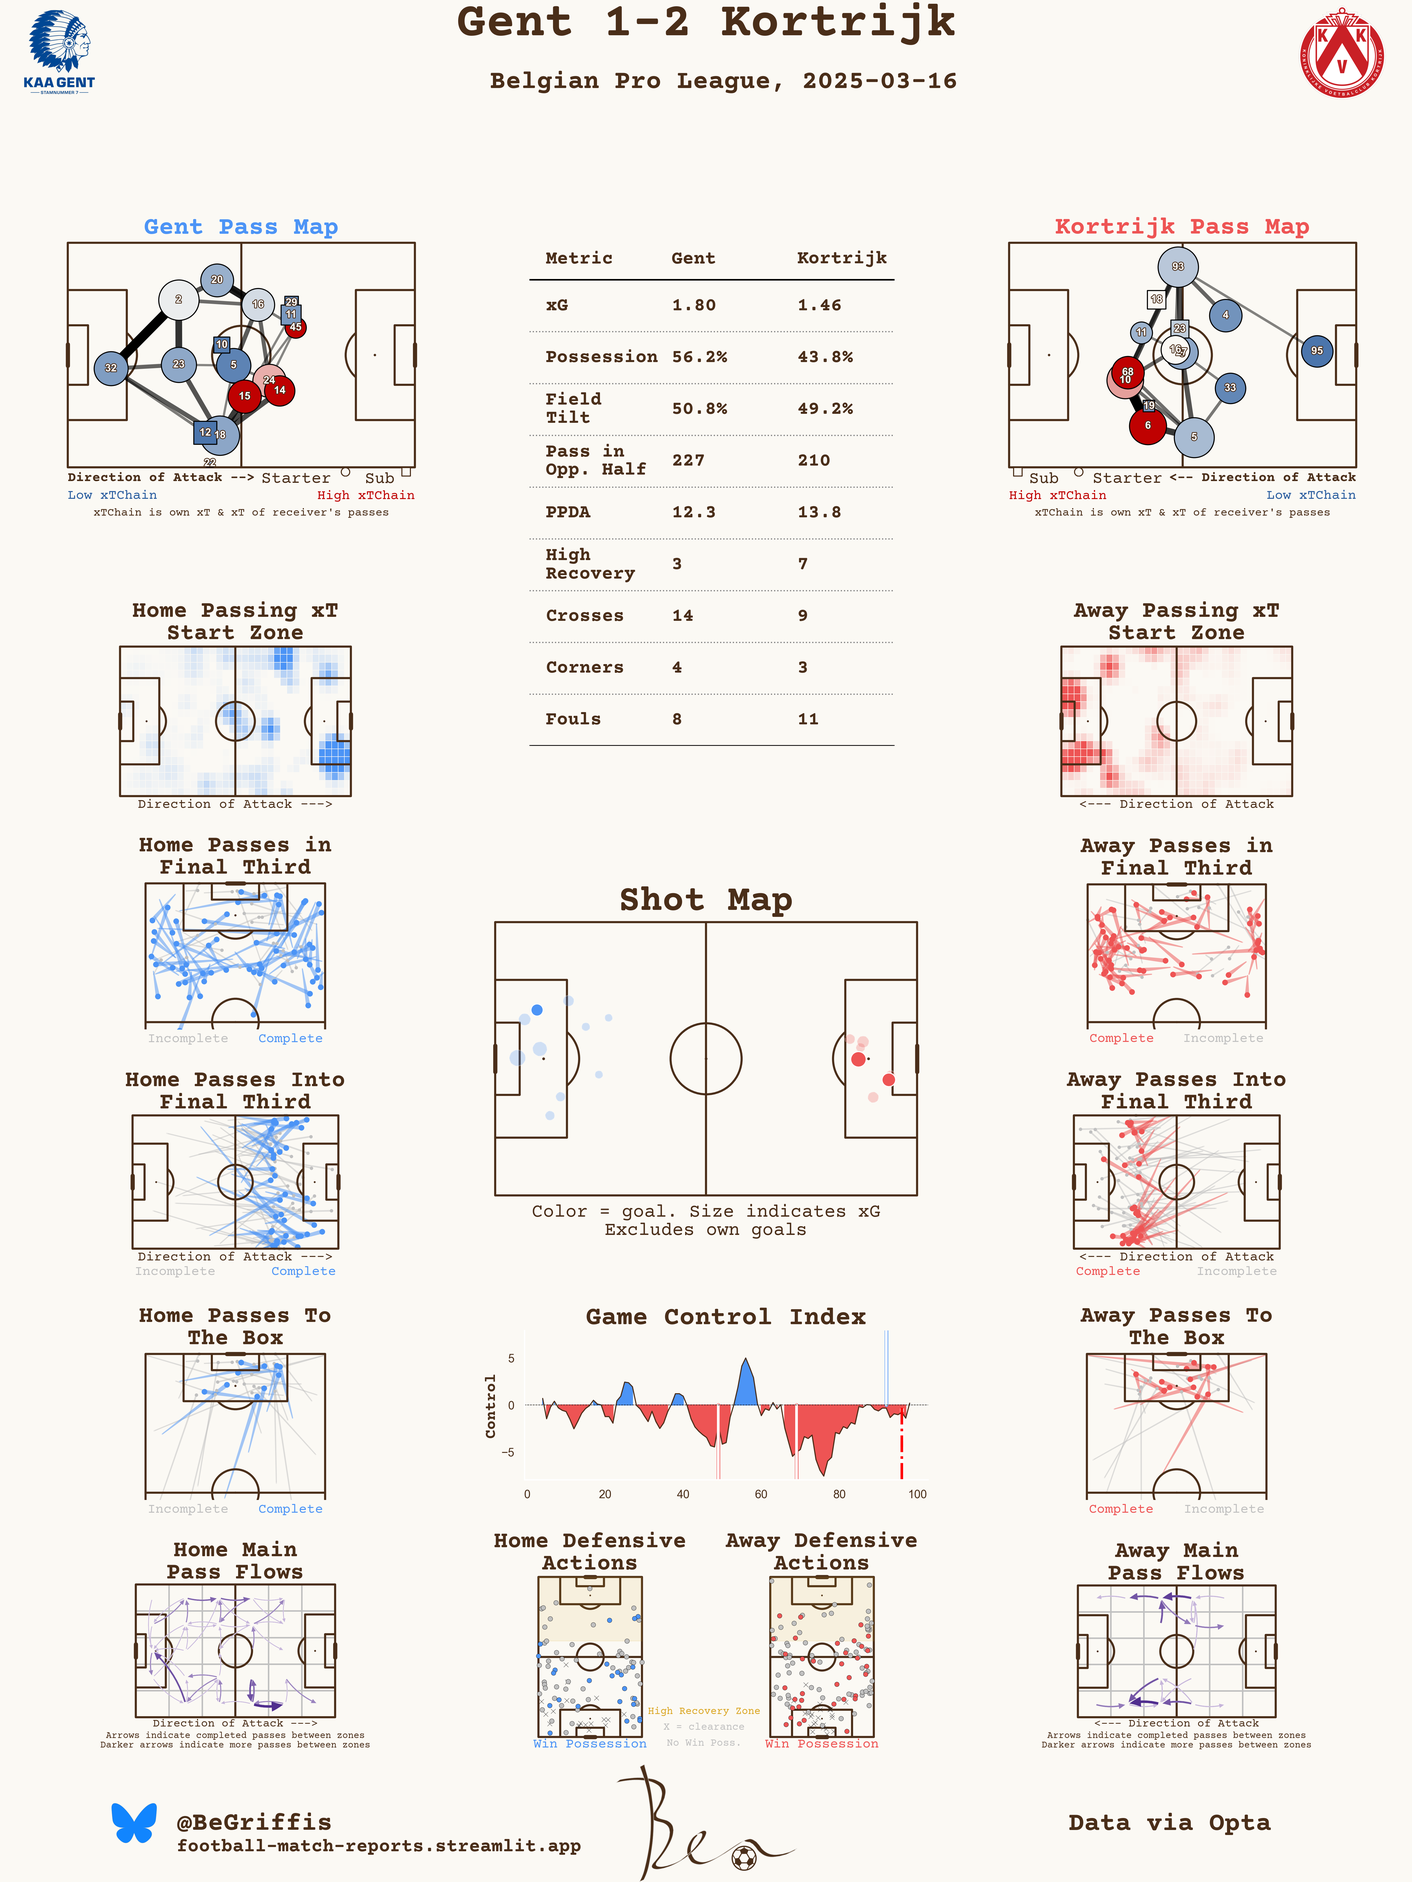 Gent 1-2 Kortrijk
Belgian Pro League, 2025-03-16
KAA GENT
STAMNUMMER 7
K K
V
KONINKLIJKE VOETBALCLUB KORTRIJK
Gent Pass Map
20
2
16
29
11
45
10
32
23
5
24
14
15
12
18
22
Direction of Attack --> Starter Sub
Low xTChain High xTChain
xTChain is own xT & xT of receiver's passes
Metric Gent Kortrijk
xG 1.80 1.46
Possession 56.2% 43.8%
Field
Tilt 50.8% 49.2%
Pass in
Opp. Half 227 210
PPDA 12.3 13.8
High
Recovery 3 7
Crosses 14 9
Corners 4 3
Fouls 8 11
Kortrijk Pass Map
93
18
4
11
23
16
95
68
10
33
19
6
5
Sub Starter <-- Direction of Attack
High xTChain Low xTChain
xTChain is own xT & xT of receiver's passes
Home Passing xT
Start Zone
Direction of Attack --->
Away Passing xT
Start Zone
<--- Direction of Attack
Home Passes in
Final Third
Incomplete Complete
Away Passes in
Final Third
Complete Incomplete
Shot Map
Color = goal. Size indicates xG
Excludes own goals
Home Passes Into
Final Third
Direction of Attack --->
Incomplete Complete
Away Passes Into
Final Third
<--- Direction of Attack
Complete Incomplete
Home Passes To
The Box
Incomplete Complete
Game Control Index
Control
5
0
−5
0 20 40 60 80 100
Away Passes To
The Box
Complete Incomplete
Home Main
Pass Flows
Direction of Attack --->
Arrows indicate completed passes between zones
Darker arrows indicate more passes between zones
Home Defensive
Actions
Win Possession
Away Defensive
Actions
Win Possession
High Recovery Zone
X = clearance
No Win Poss.
Away Main
Pass Flows
<--- Direction of Attack
Arrows indicate completed passes between zones
Darker arrows indicate more passes between zones
@BeGriffis
football-match-reports.streamlit.app
Ben
Data via Opta